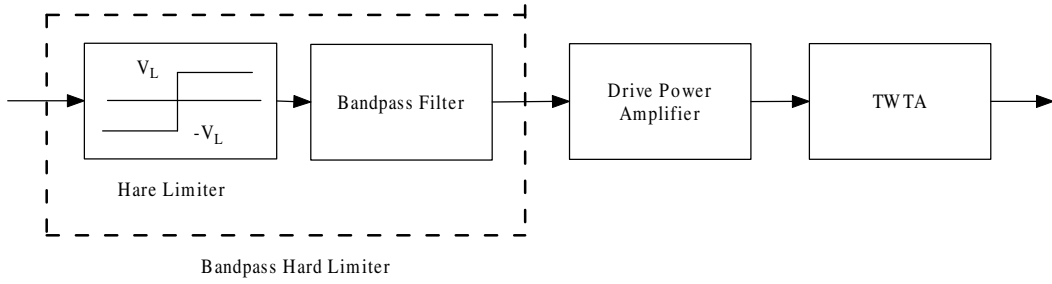 V_L
-V_L
Hare Limiter
Bandpass Filter
Bandpass Hard Limiter
Drive Power
Amplifier
TWTA